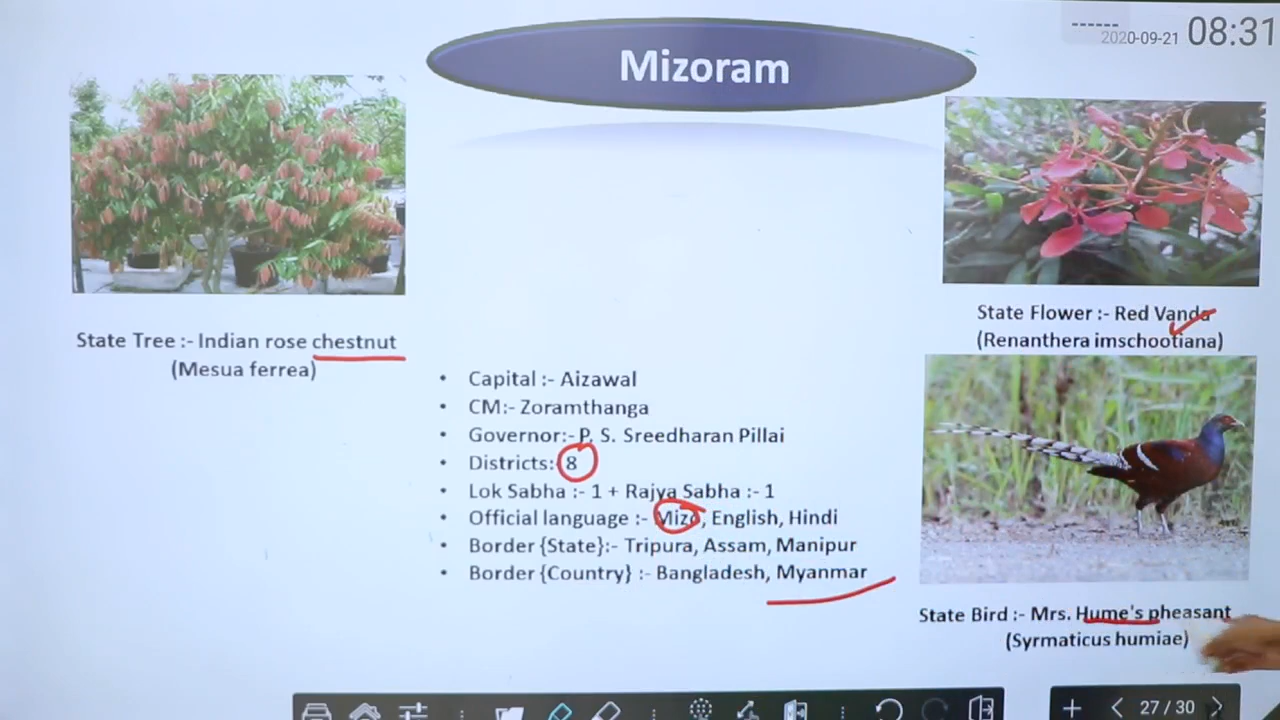 ------
2020-09-21 08:31
Mizoram
State Tree :- Indian rose chestnut
(Mesua ferrea)
State Flower :- Red Vanda
(Renanthera imschootiana)
• Capital :- Aizawal
• CM:- Zoramthanga
• Governor:- P. S. Sreedharan Pillai
• Districts:- 8
• Lok Sabha :- 1 + Rajya Sabha :- 1
• Official language :- Mizo, English, Hindi
• Border {State}:- Tripura, Assam, Manipur
• Border {Country} :- Bangladesh, Myanmar
State Bird :- Mrs. Hume's pheasant
(Syrmaticus humiae)
27 / 30